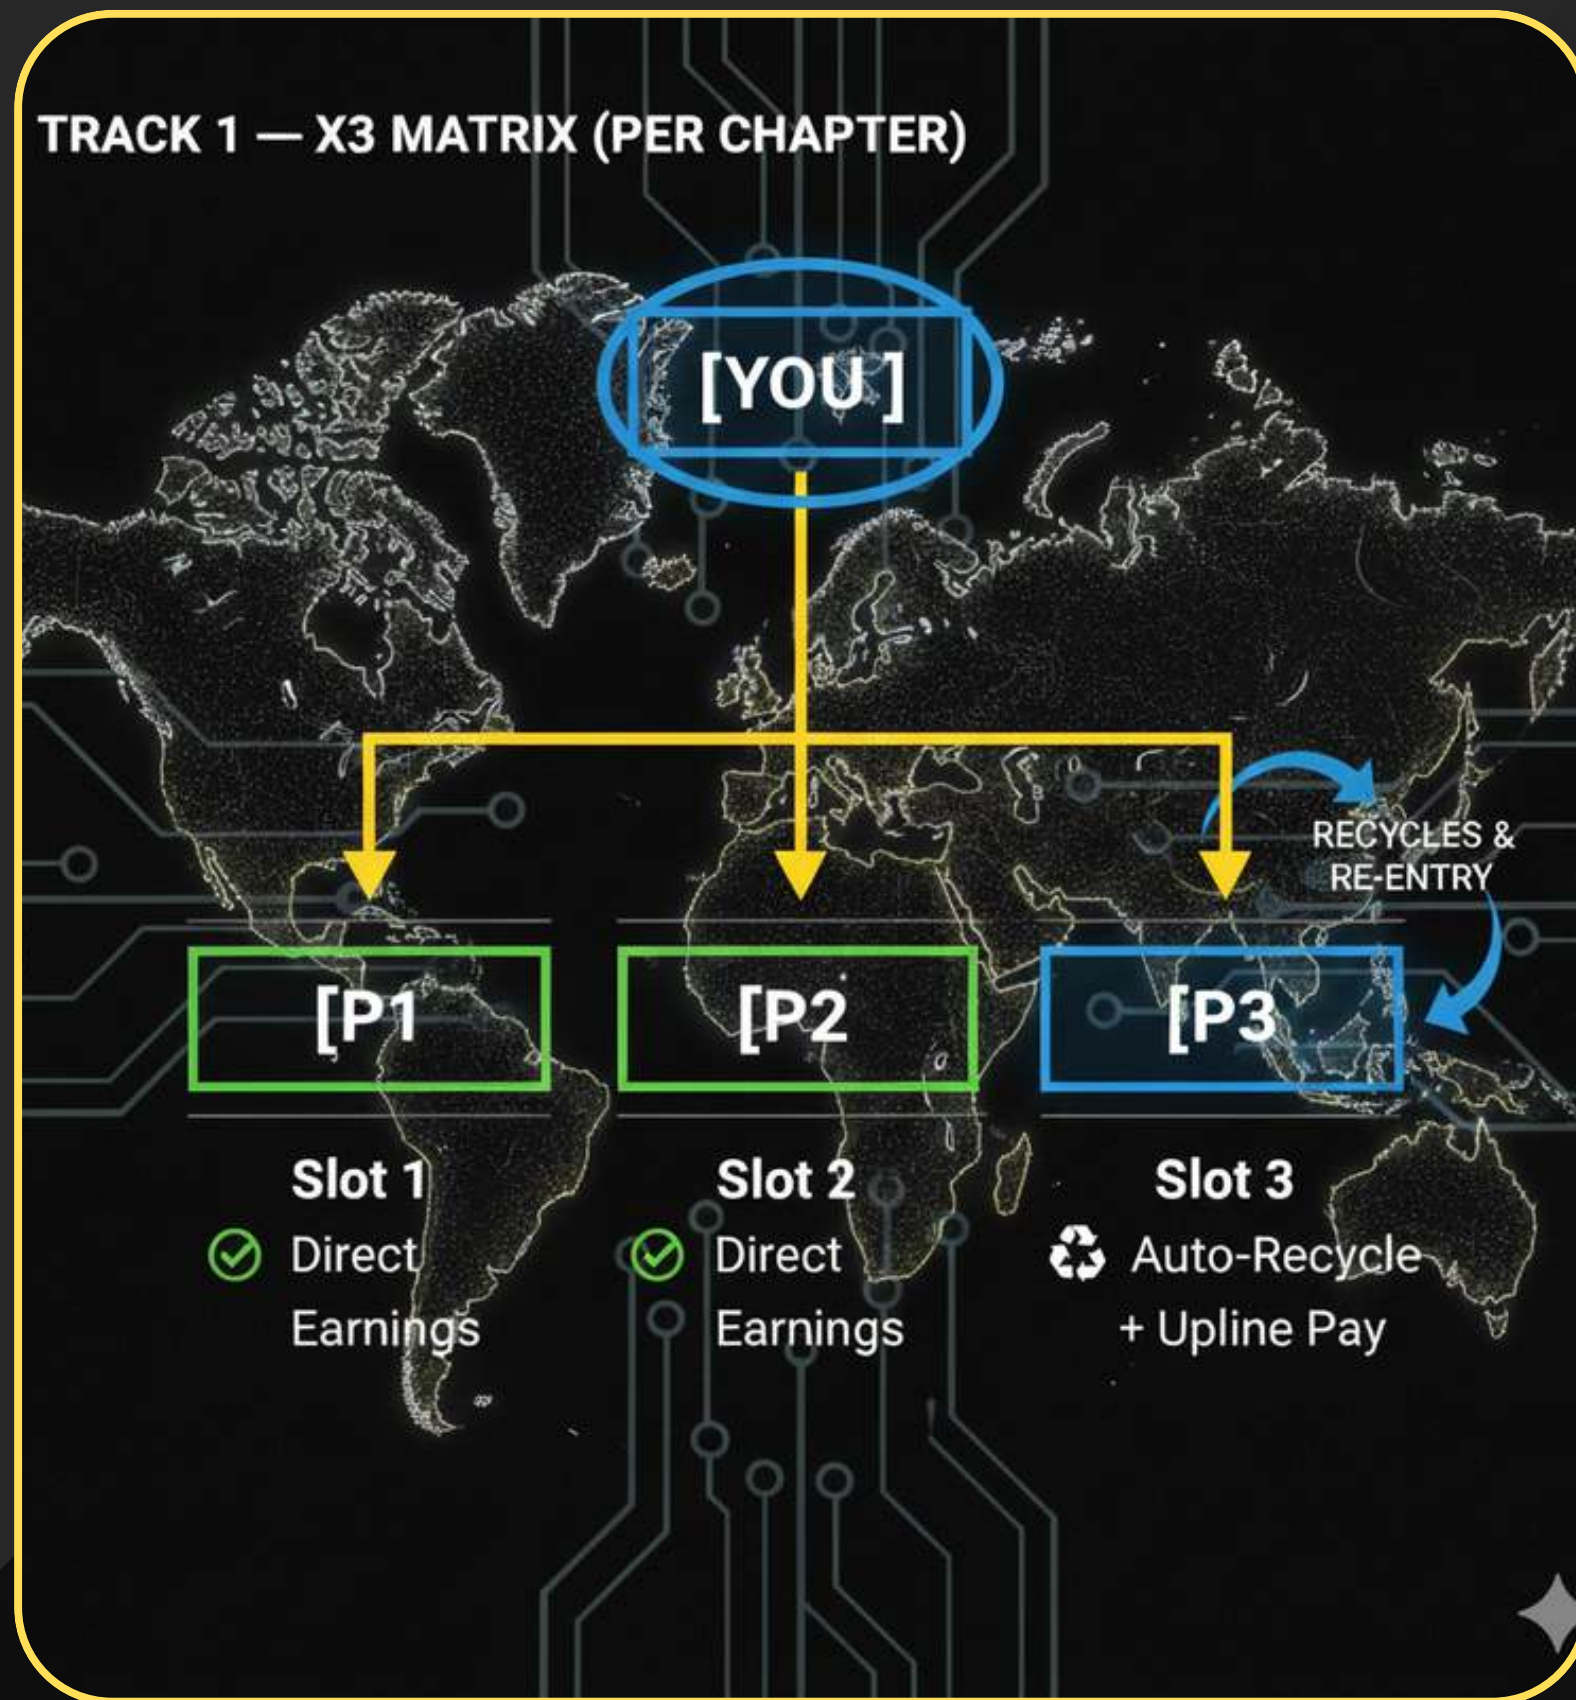 TRACK 1 — X3 MATRIX (PER CHAPTER)
[YOU ]
RECYCLES &
RE-ENTRY
[P1
[P2
[P3
Slot 1
Direct
Earnings
Slot 2
Direct
Earnings
Slot 3
Auto-Recycle
+ Upline Pay